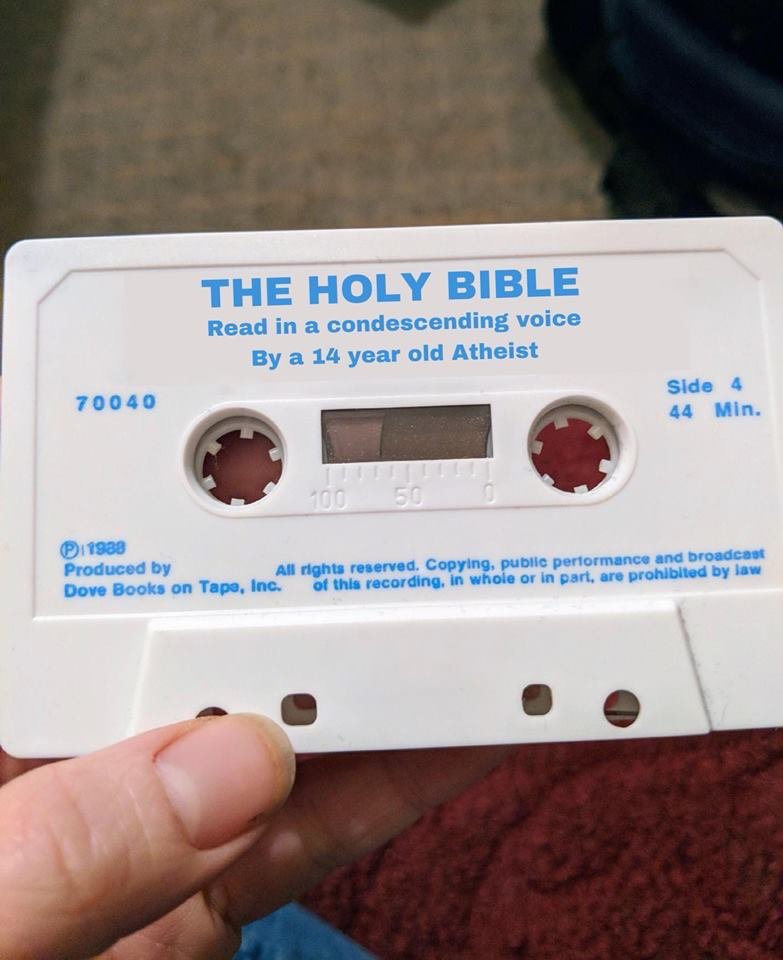 THE HOLY BIBLE
Read in a condescending voice
By a 14 year old Atheist
70040
Side 4
44 Min.
100 50 0
Ⓟ 1988
Produced by
Dove Books on Tape, Inc.
All rights reserved. Copying, public performance and broadcast
of this recording, in whole or in part, are prohibited by law